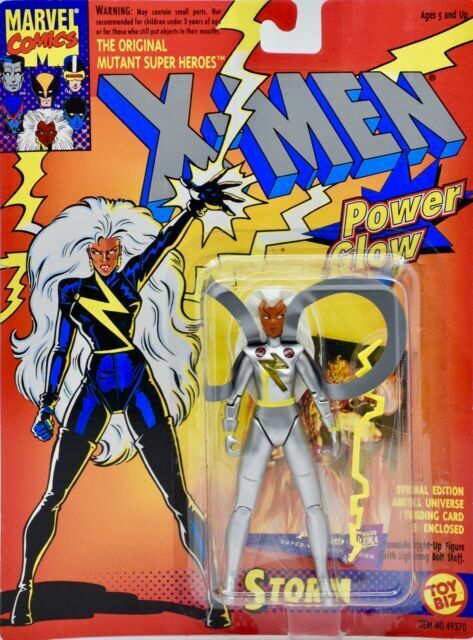 MARVEL
COMICS
WARNING: May contain small parts. Not
recommended for children under 3 years of age
or for those who still put objects in their mouths.
THE ORIGINAL
MUTANT SUPER HEROES™
Ages 5 and Up
X-MEN®
Power
Glow
SPECIAL EDITION
MARVEL UNIVERSE
TRADING CARD
ENCLOSED
Light-Up Figure
With Lightning Bolt Staff.
STORM
TOY
BIZ
ITEM NO. 49370